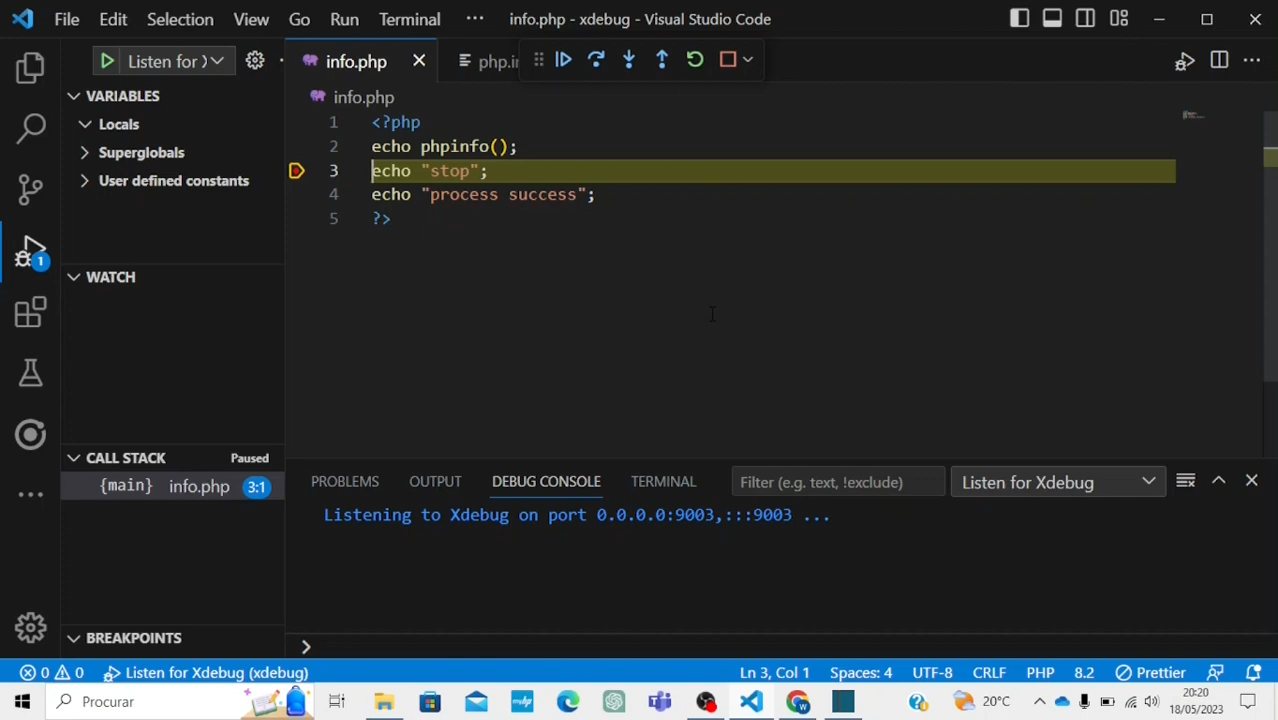 File Edit Selection View Go Run Terminal ··· info.php - xdebug - Visual Studio Code
Listen for info.php php.in
VARIABLES
Locals
Superglobals
User defined constants
WATCH
CALL STACK Paused
{main} info.php 3:1
BREAKPOINTS
info.php
1 <?php
2 echo phpinfo();
3 echo "stop";
4 echo "process success";
5 ?>
PROBLEMS OUTPUT DEBUG CONSOLE TERMINAL Filter (e.g. text, !exclude) Listen for Xdebug
Listening to Xdebug on port 0.0.0.0:9003,:::9003 ...
1
0 0 Listen for Xdebug (xdebug) Ln 3, Col 1 Spaces: 4 UTF-8 CRLF PHP 8.2 Prettier
Procurar 20°C 20:20
18/05/2023